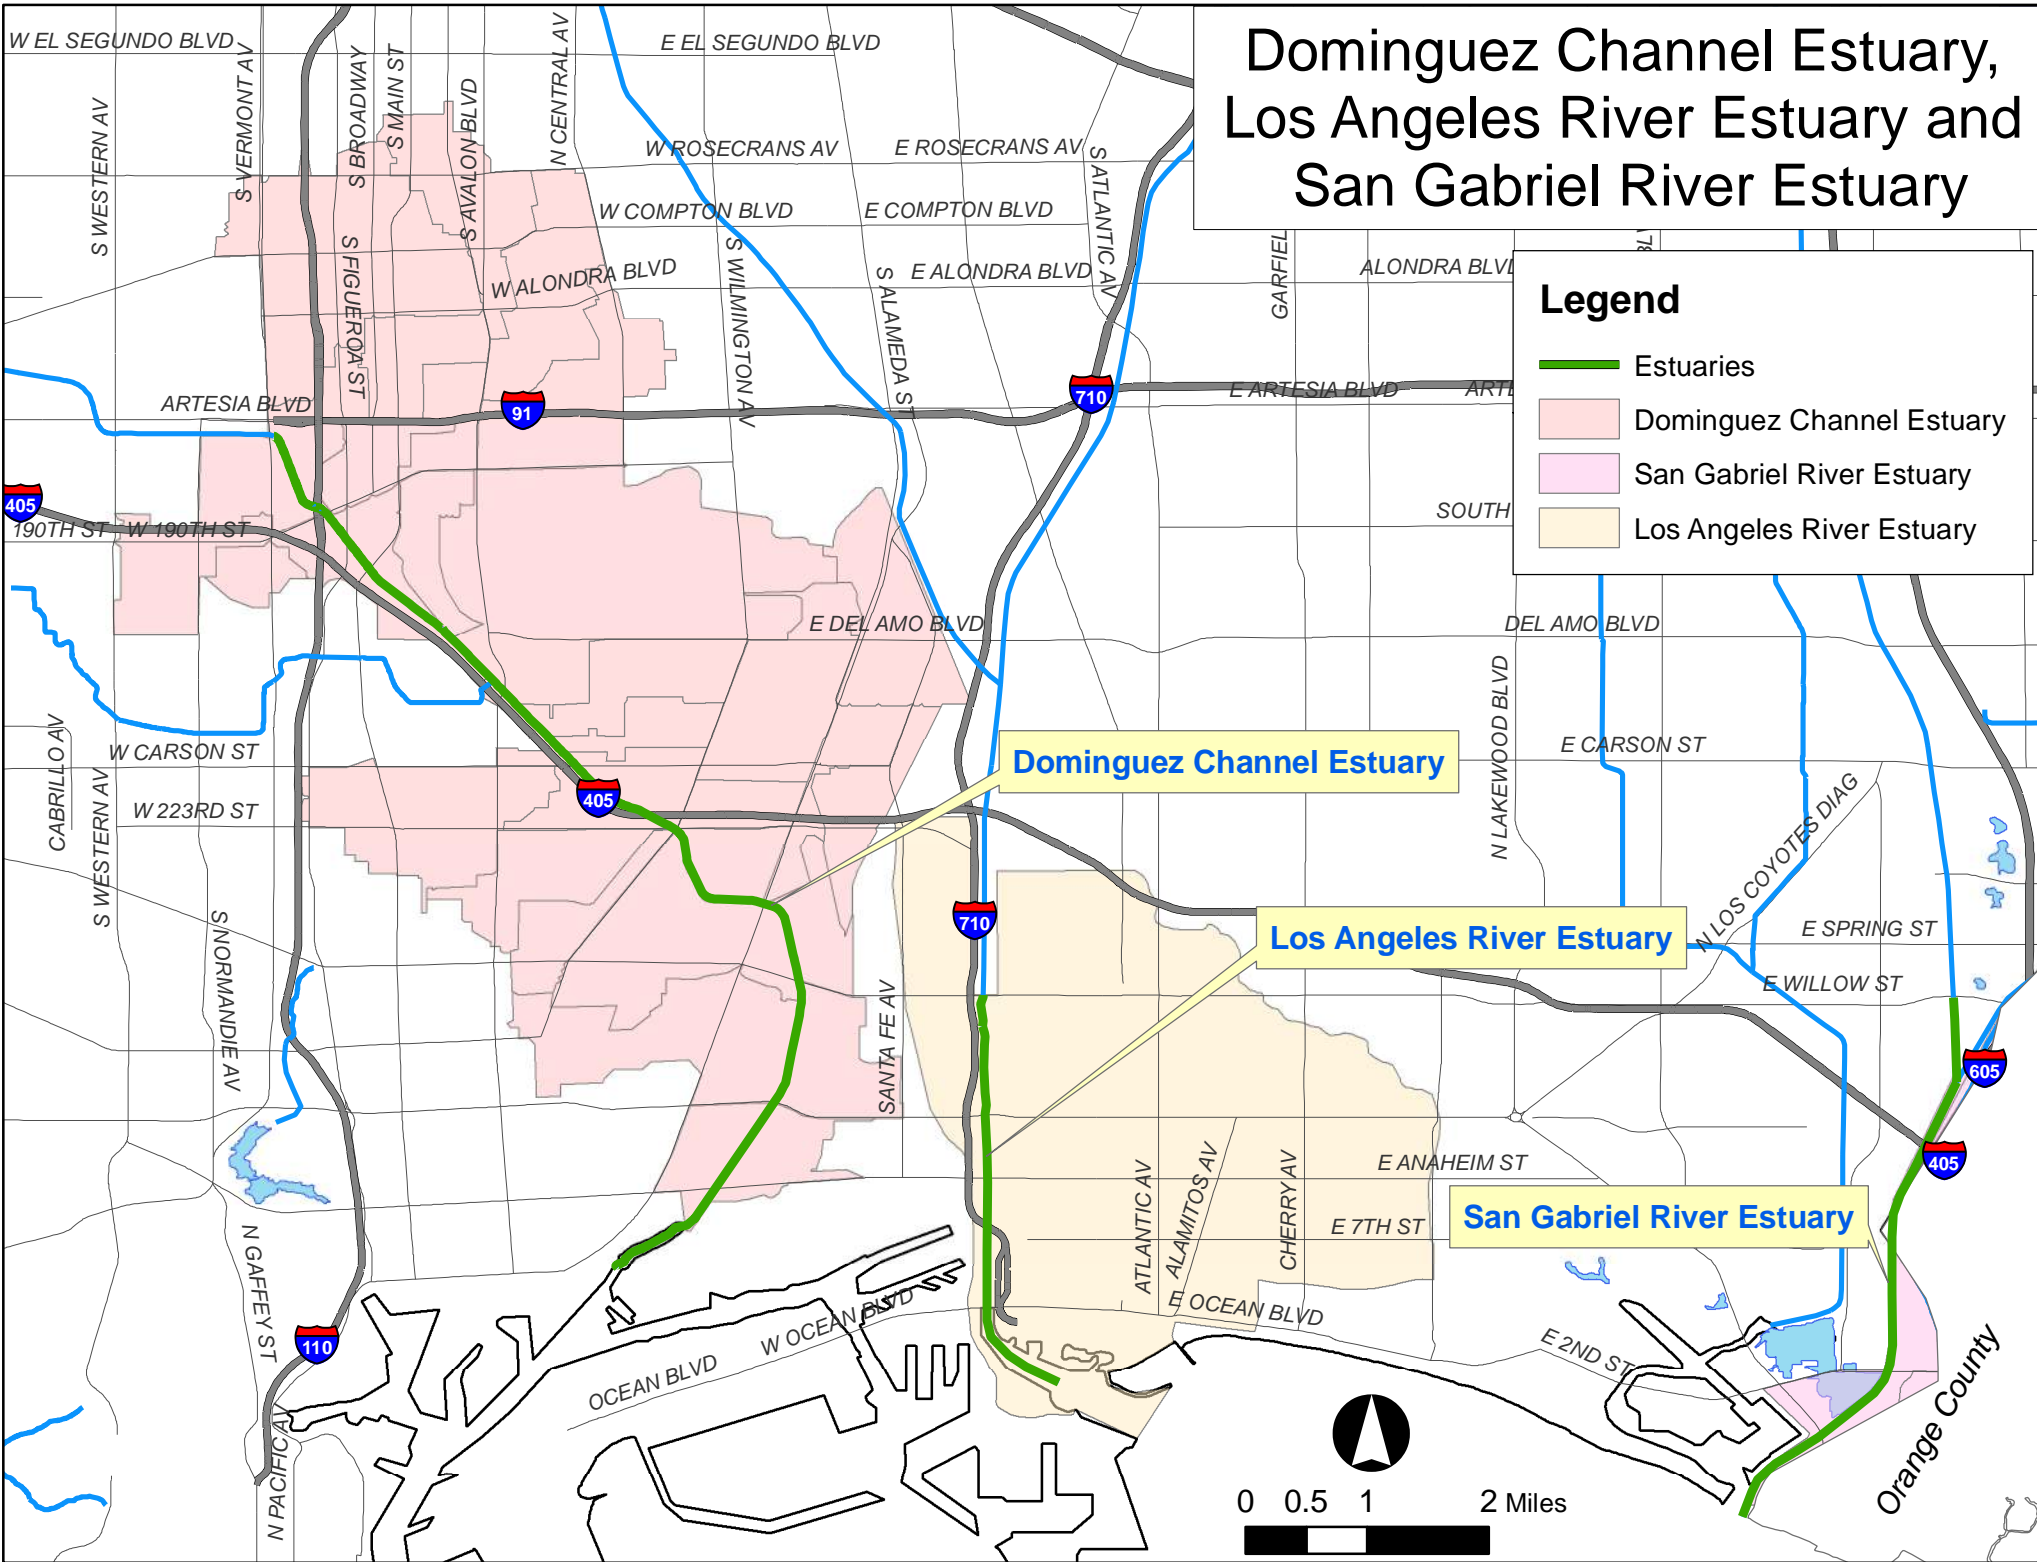 Dominguez Channel Estuary,
Los Angeles River Estuary and
San Gabriel River Estuary
Legend
Estuaries
Dominguez Channel Estuary
San Gabriel River Estuary
Los Angeles River Estuary
W EL SEGUNDO BLVD
E EL SEGUNDO BLVD
S WESTERN AV
S VERMONT AV
S BROADWAY
S MAIN ST
S AVALON BLVD
N CENTRAL AV
W ROSECRANS AV
E ROSECRANS AV
S ATLANTIC AV
W COMPTON BLVD
E COMPTON BLVD
S FIGUEROA ST
W ALONDRA BLVD
S WILMINGTON AV
S ALAMEDA ST
E ALONDRA BLVD
GARFIEL
ALONDRA BLVD
ARTESIA BLVD
91
710
E ARTESIA BLVD
ARTE
405
190TH ST
W 190TH ST
SOUTH
E DEL AMO BLVD
DEL AMO BLVD
N LAKEWOOD BLVD
CABRILLO AV
W CARSON ST
Dominguez Channel Estuary
E CARSON ST
405
W 223RD ST
S WESTERN AV
S NORMANDIE AV
710
Los Angeles River Estuary
N LOS COYOTES DIAG
E SPRING ST
E WILLOW ST
SANTA FE AV
605
405
E ANAHEIM ST
ATLANTIC AV
ALAMITOS AV
CHERRY AV
E 7TH ST
San Gabriel River Estuary
N GAFFEY ST
110
W OCEAN BLVD
OCEAN BLVD
E OCEAN BLVD
E 2ND ST
N PACIFIC AV
Orange County
0 0.5 1 2 Miles